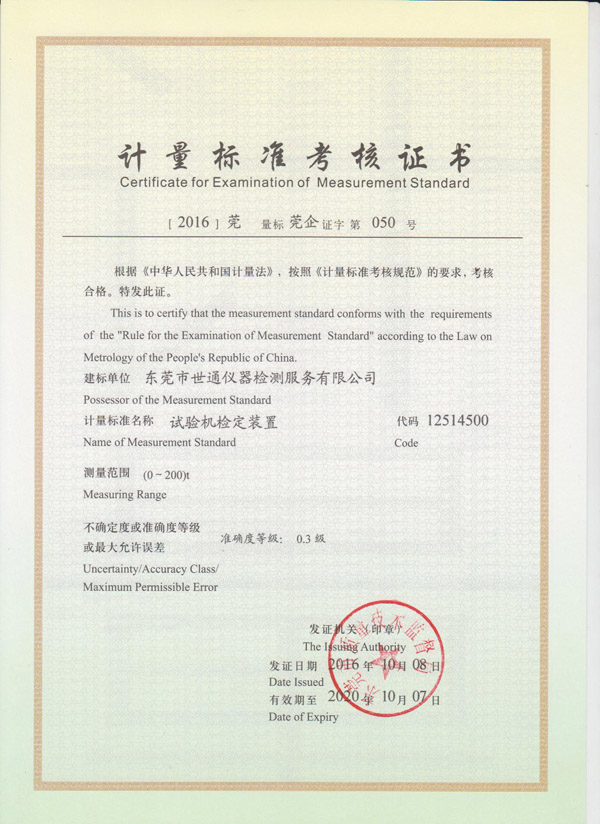 计量标准考核证书
Certificate for Examination of Measurement Standard
[ 2016 ] 莞 量标 莞企 证字 第 050 号
根据《中华人民共和国计量法》,按照《计量标准考核规范》的要求,考核
合格。特发此证。
This is to certify that the measurement standard conforms with the requirements
of the "Rule for the Examination of Measurement Standard" according to the Law on
Metrology of the People's Republic of China.
建标单位 东莞市世通仪器检测服务有限公司
Possessor of the Measurement Standard
计量标准名称 试验机检定装置 代码 12514500
Name of Measurement Standard Code
测量范围 (0~200)t
Measuring Range
不确定度或准确度等级
或最大允许误差 准确度等级: 0.3 级
Uncertainty/Accuracy Class/
Maximum Permissible Error
发证机关(印章)
The Issuing Authority
东莞市质量技术监督局
发证日期 2016 年 10 月 08 日
Date Issued
有效期至 2020 年 10 月 07 日
Date of Expiry